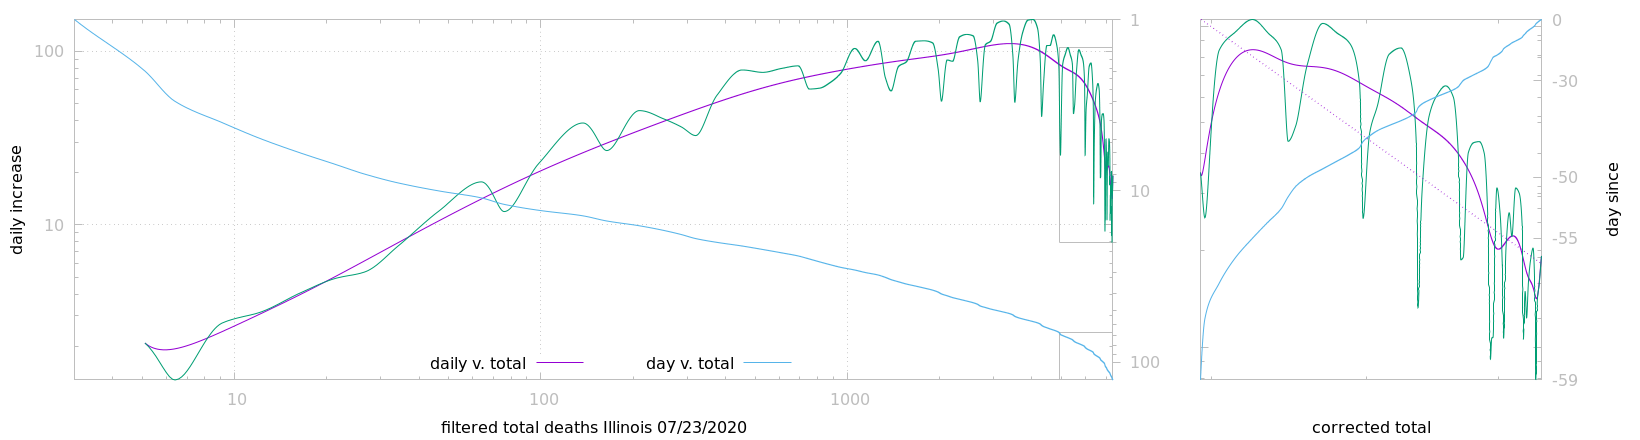 100
10
daily increase
daily v. total
day v. total
10
100
1000
filtered total deaths Illinois 07/23/2020
1
10
100
0
-30
-50
-55
-59
day since
corrected total